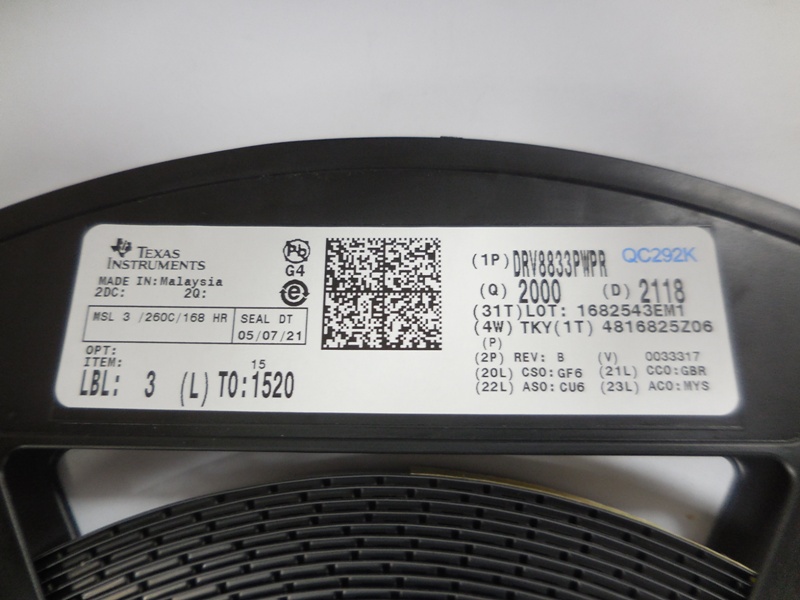 TEXAS
INSTRUMENTS
MADE IN: Malaysia
2DC: 2Q:
MSL 3 /260C/168 HR
SEAL DT
05/07/21
OPT:
ITEM: 15
LBL: 3 (L) TO:1520
Pb
G4
e
(1P) DRV8833PWPR
QC292K
(Q) 2000 (D) 2118
(31T)LOT: 1682543EM1
(4W) TKY(1T) 4816825Z06
(P)
(2P) REV: B (V) 0033317
(20L) CSO:GF6 (21L) CCO:GBR
(22L) ASO:CU6 (23L) ACO:MYS